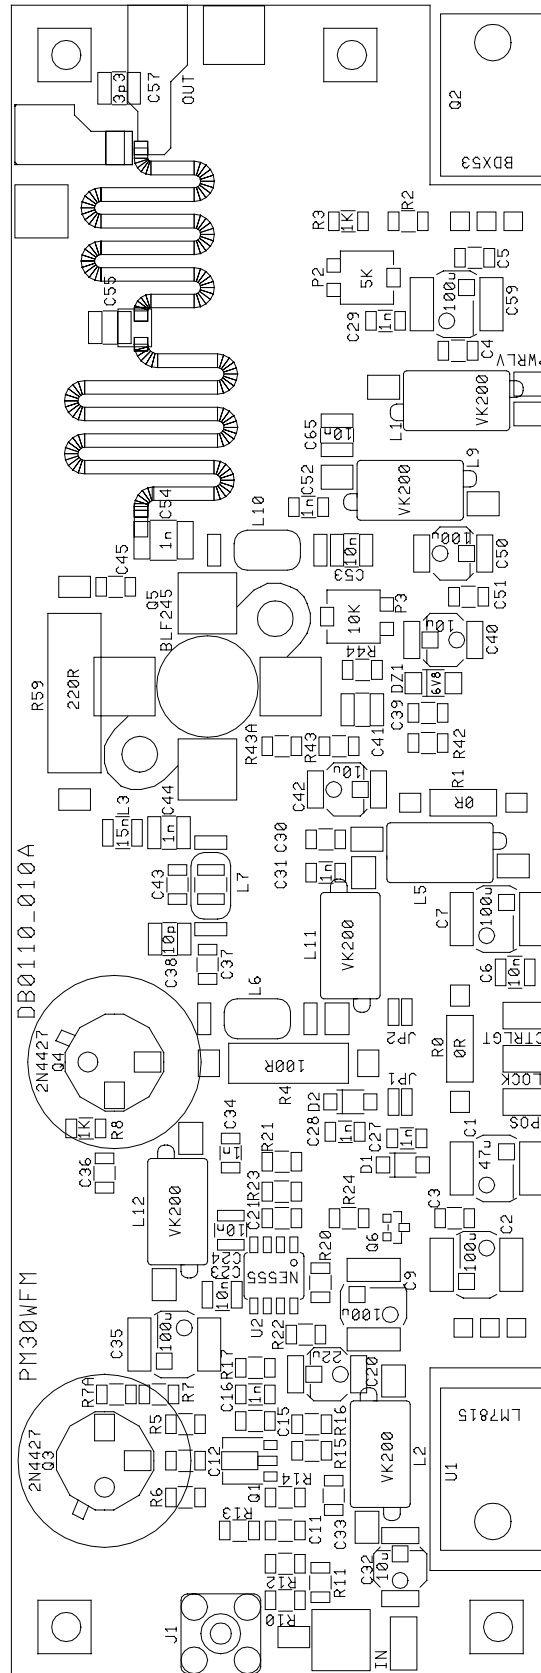 3p3
C57
OUT
Q2
BDX53
R3
1K
R2
P2
5K
C5
100u
C59
C29
1n
C4
C55
PWRLV
L1
VK200
C65
10n
L9
VK200
C52
1n
C54
1n
L10
C53
10n
100u
C50
C45
Q5
BLF245
C51
10K
P3
10u
C40
R59
220R
R44
DZ1
6V8
C39
C41
R43A
R43
R42
C42
10u
R1
0R
L3
15n
C44
1n
C30
C31
1n
L5
C43
L7
C7
100u
L11
VK200
C38
10p
C37
C6
10n
DB0110_010A
L6
2N4427
Q4
JP2
R0
0R
CTRLGT
100R
R4
LOCK
D2
JP1
POS
1K
R8
C34
1n
R21
C28
1n
C27
1n
C1
47u
C36
D1
L12
VK200
R23
C21
R24
C3
C2
10n
Q6
100u
C24
C23
10n
NE555
U2
R20
C9
100u
PM30WFM
C35
100u
R22
R17
22u
C20
R7A
R7
C16
1n
LM7815
R5
C15
R16
2N4427
Q3
C12
R15
VK200
L2
U1
R14
R6
Q1
R13
C11
C33
C32
10u
R12
R11
R10
J1
IN